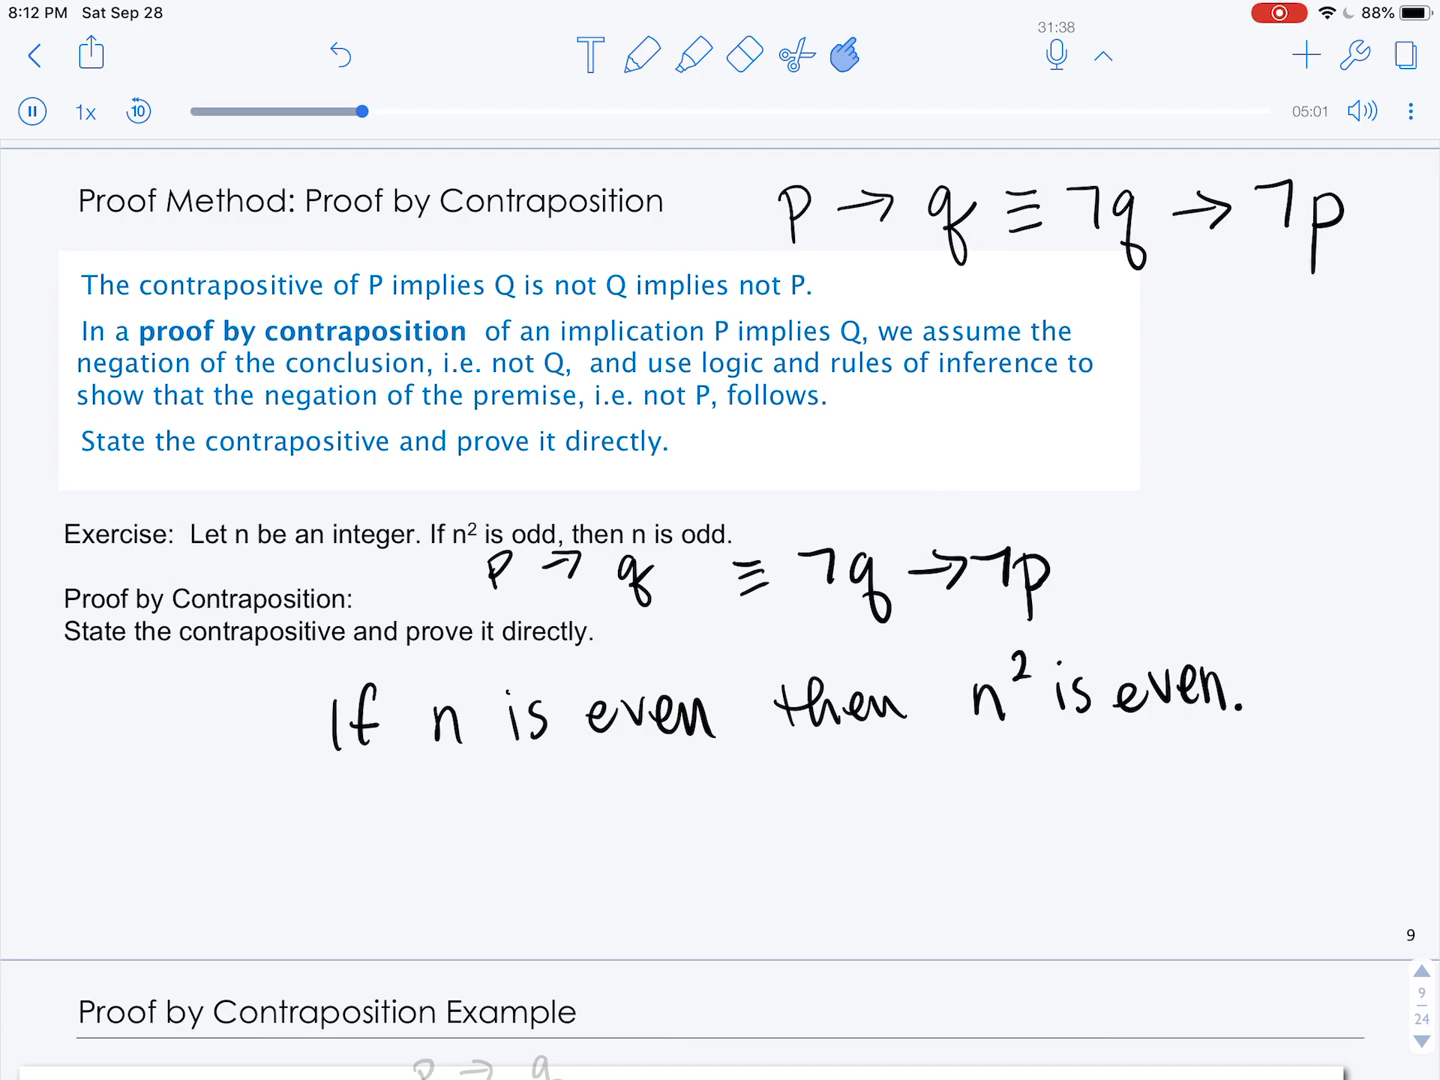 8:12 PM Sat Sep 28 88%
31:38
1x 10 05:01
Proof Method: Proof by Contraposition p → q ≡ ¬q → ¬p
The contrapositive of P implies Q is not Q implies not P.
In a proof by contraposition of an implication P implies Q, we assume the
negation of the conclusion, i.e. not Q, and use logic and rules of inference to
show that the negation of the premise, i.e. not P, follows.
State the contrapositive and prove it directly.
Exercise: Let n be an integer. If n² is odd, then n is odd.
p → q ≡ ¬q → ¬p
Proof by Contraposition:
State the contrapositive and prove it directly.
If n is even then n² is even.
9
Proof by Contraposition Example
9
24
p → q